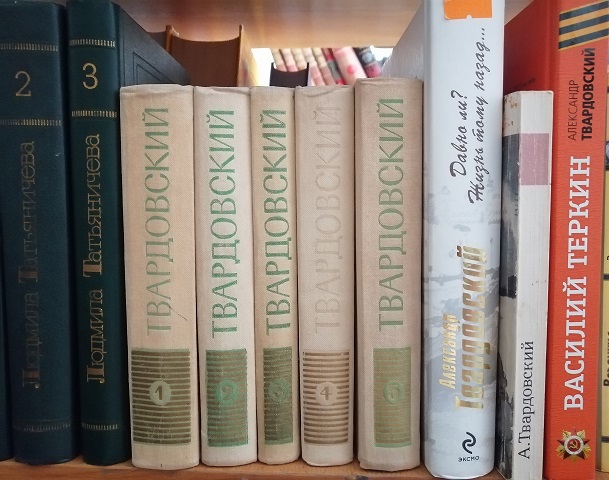 2
Людмила Татьяничева
3
Людмила Татьяничева
ТВАРДОВСКИЙ
1
ТВАРДОВСКИЙ
2
ТВАРДОВСКИЙ
3
ТВАРДОВСКИЙ
4
ТВАРДОВСКИЙ
5
Давно ли?
Жизнь тому назад...
Александр
Твардовский
ЭКСМО
А.Твардовский
АЛЕКСАНДР
ТВАРДОВСКИЙ
ВАСИЛИЙ ТЕРКИН